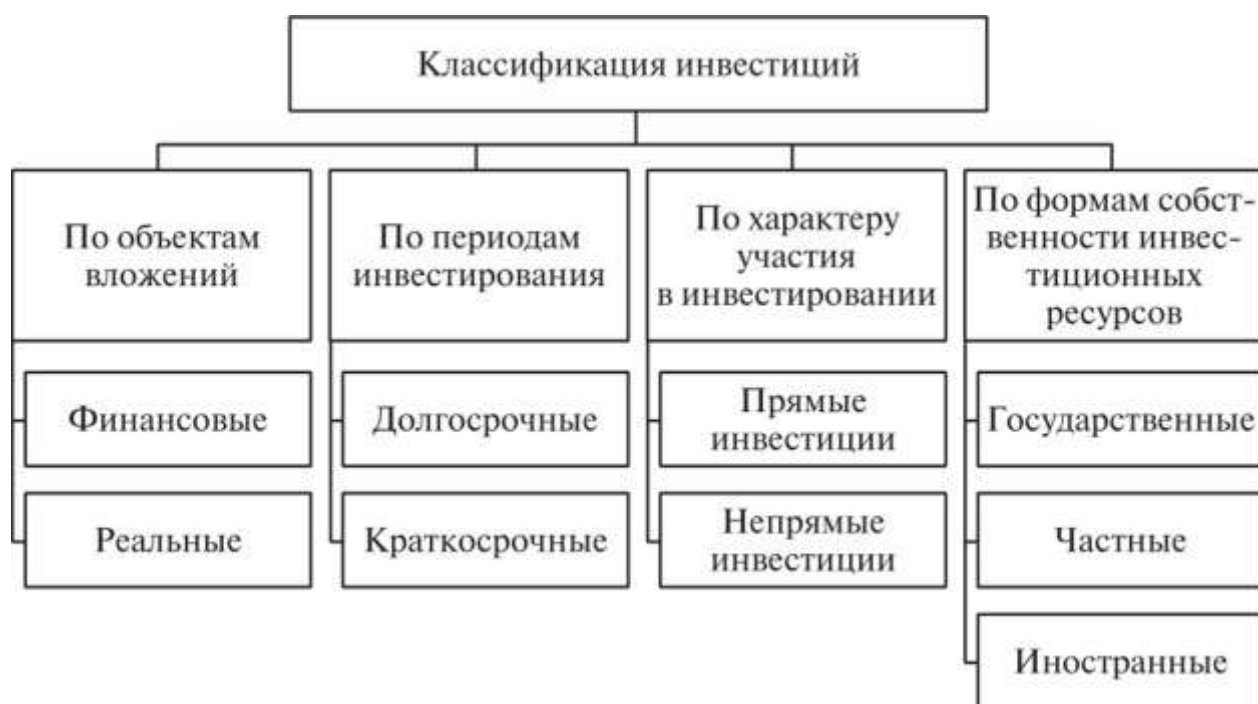 Классификация инвестиций
По объектам
вложений
Финансовые
Реальные
По периодам
инвестирования
Долгосрочные
Краткосрочные
По характеру
участия
в инвестировании
Прямые
инвестиции
Непрямые
инвестиции
По формам собст-
венности инвес-
тиционных
ресурсов
Государственные
Частные
Иностранные